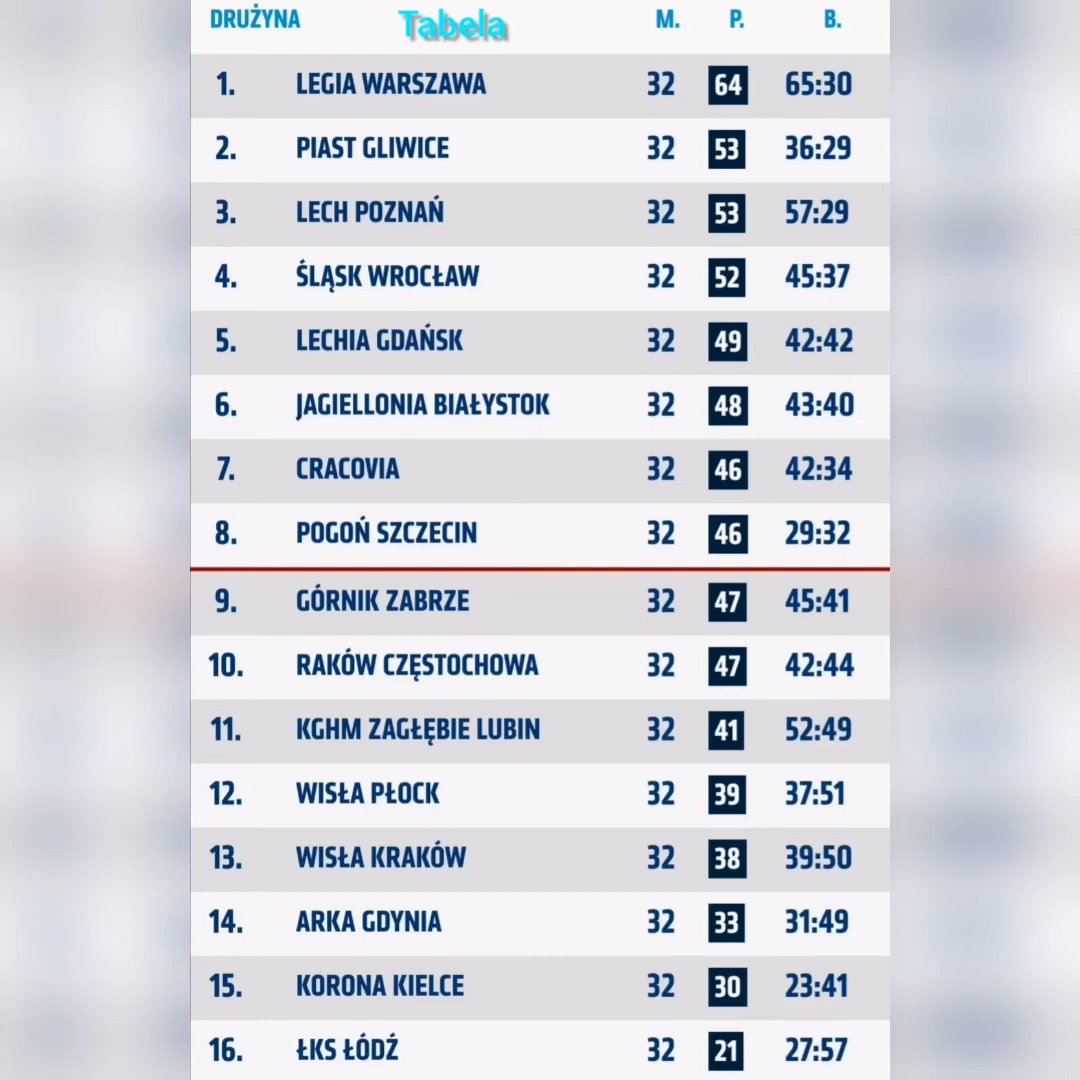 DRUŻYNA Tabela M. P. B.
1. LEGIA WARSZAWA 32 64 65:30
2. PIAST GLIWICE 32 53 36:29
3. LECH POZNAŃ 32 53 57:29
4. ŚLĄSK WROCŁAW 32 52 45:37
5. LECHIA GDAŃSK 32 49 42:42
6. JAGIELLONIA BIAŁYSTOK 32 48 43:40
7. CRACOVIA 32 46 42:34
8. POGOŃ SZCZECIN 32 46 29:32
9. GÓRNIK ZABRZE 32 47 45:41
10. RAKÓW CZĘSTOCHOWA 32 47 42:44
11. KGHM ZAGŁĘBIE LUBIN 32 41 52:49
12. WISŁA PŁOCK 32 39 37:51
13. WISŁA KRAKÓW 32 38 39:50
14. ARKA GDYNIA 32 33 31:49
15. KORONA KIELCE 32 30 23:41
16. ŁKS ŁÓDŹ 32 21 27:57